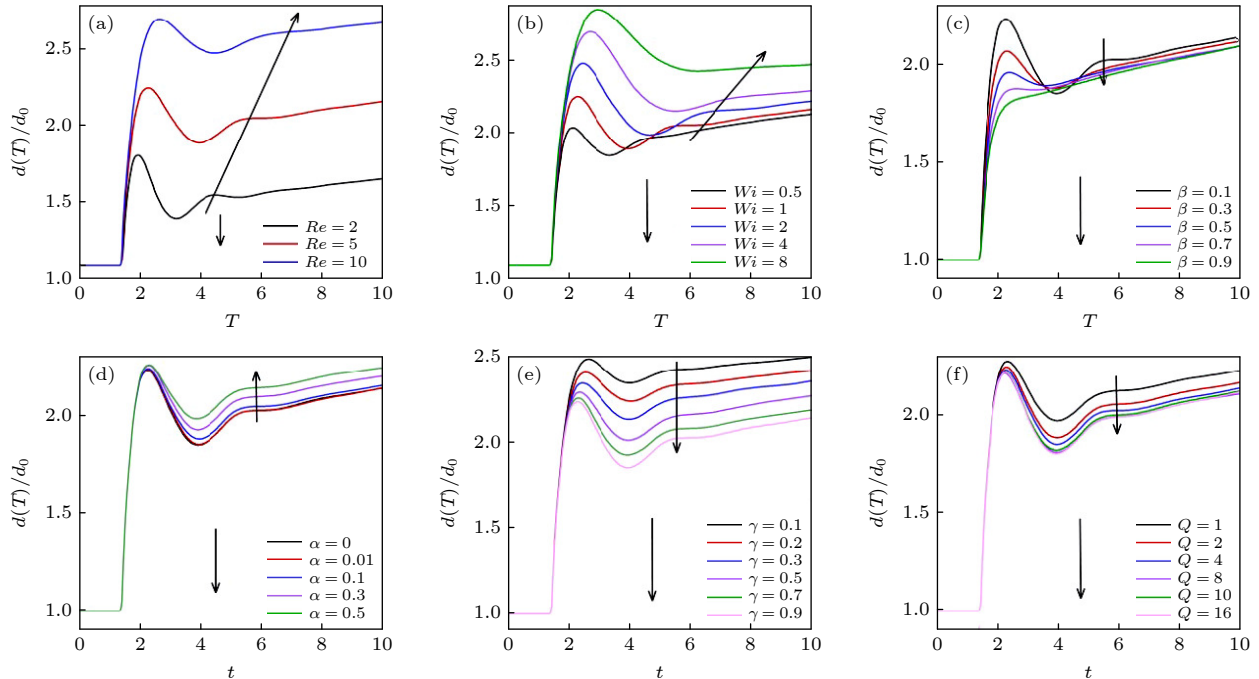 (a)
d(T)/d₀
2.5
2.0
1.5
1.0
Re = 2
Re = 5
Re = 10
0 2 4 6 8 10
T
(b)
d(T)/d₀
2.5
2.0
1.5
1.0
Wi = 0.5
Wi = 1
Wi = 2
Wi = 4
Wi = 8
0 2 4 6 8 10
T
(c)
d(T)/d₀
2.0
1.5
1.0
β = 0.1
β = 0.3
β = 0.5
β = 0.7
β = 0.9
0 2 4 6 8 10
T
(d)
d(T)/d₀
2.0
1.5
1.0
α = 0
α = 0.01
α = 0.1
α = 0.3
α = 0.5
0 2 4 6 8 10
t
(e)
d(T)/d₀
2.5
2.0
1.5
1.0
γ = 0.1
γ = 0.2
γ = 0.3
γ = 0.5
γ = 0.7
γ = 0.9
0 2 4 6 8 10
t
(f)
d(T)/d₀
2.0
1.5
1.0
Q = 1
Q = 2
Q = 4
Q = 8
Q = 10
Q = 16
0 2 4 6 8 10
t